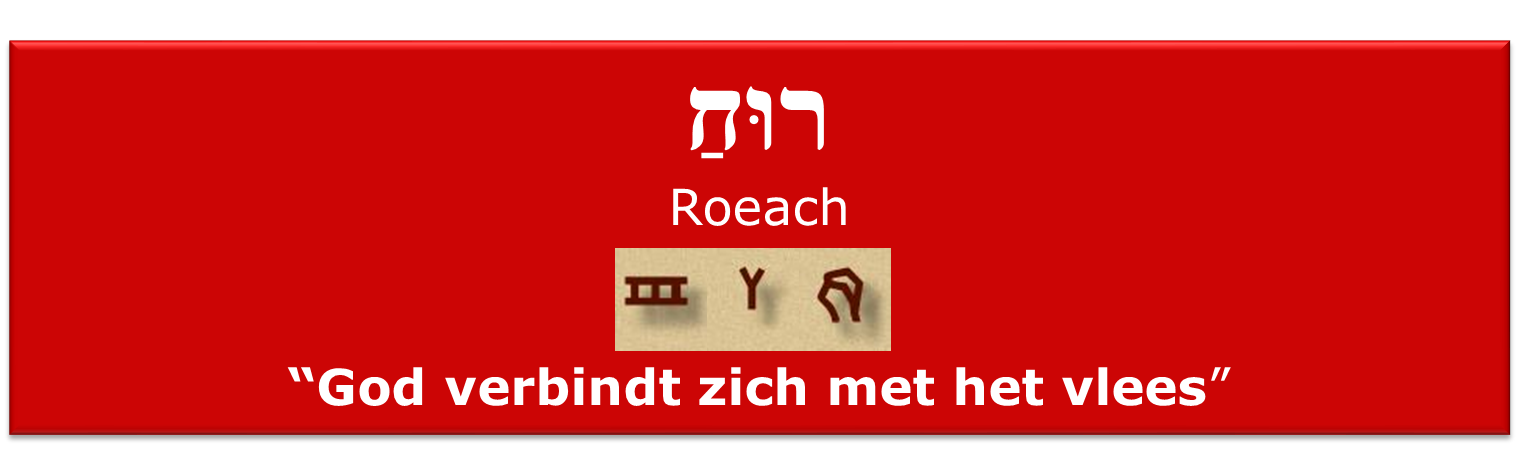 רוּחַ
Roeach
“God verbindt zich met het vlees”